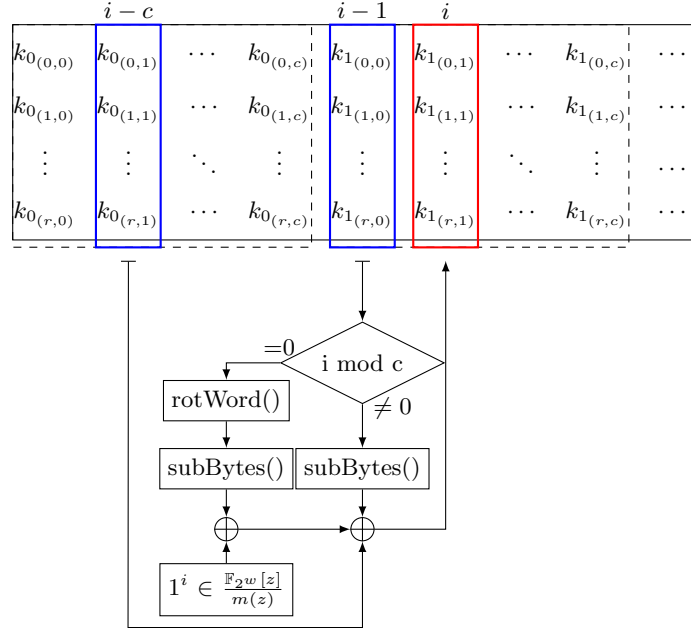 i − c i − 1 i
k₀₍₀,₀₎ k₀₍₀,₁₎ ⋯ k₀₍₀,c₎ k₁₍₀,₀₎ k₁₍₀,₁₎ ⋯ k₁₍₀,c₎ ⋯
k₀₍₁,₀₎ k₀₍₁,₁₎ ⋯ k₀₍₁,c₎ k₁₍₁,₀₎ k₁₍₁,₁₎ ⋯ k₁₍₁,c₎ ⋯
⋮ ⋮ ⋱ ⋮ ⋮ ⋮ ⋱ ⋮ ⋯
k₀₍r,₀₎ k₀₍r,₁₎ ⋯ k₀₍r,c₎ k₁₍r,₀₎ k₁₍r,₁₎ ⋯ k₁₍r,c₎ ⋯
=0
i mod c
rotWord()
≠ 0
subBytes() subBytes()
1^i ∈ 𝔽_{2^w}[z] / m(z)